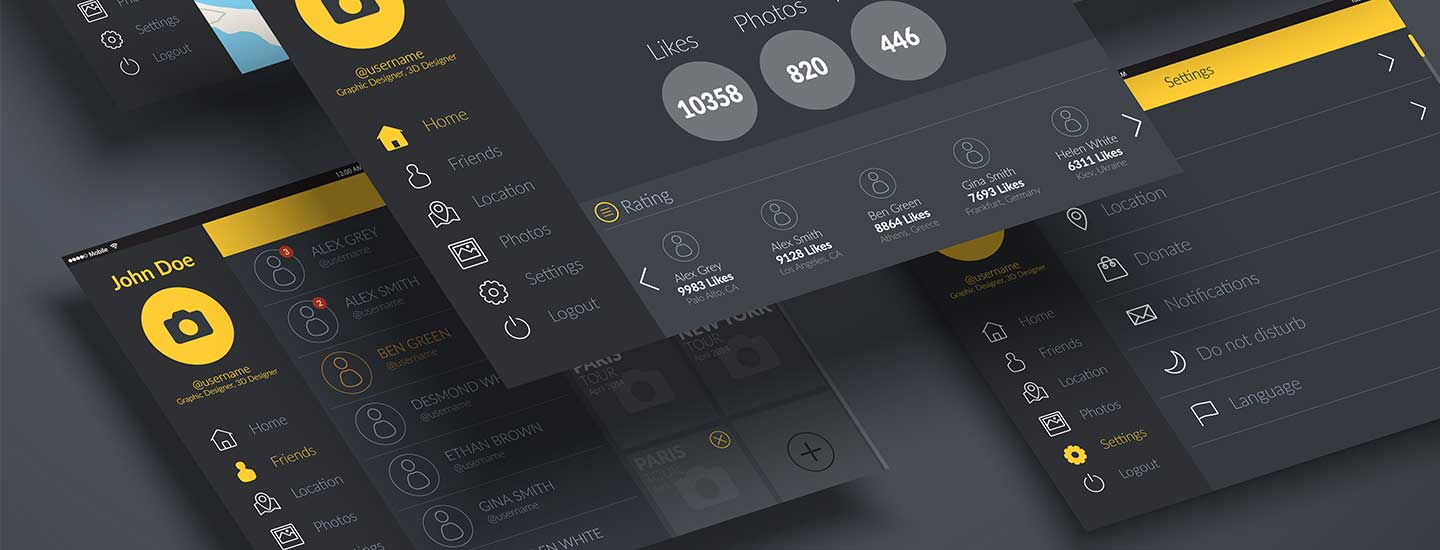 Photos
Settings
Logout
@username
Graphic Designer, 3D Designer
Home
Friends
Location
Photos
Settings
Logout
Likes
10358
Photos
820
446
Rating
Alex Grey
9983 Likes
Palo Alto, CA
Alex Smith
9128 Likes
Los Angeles, CA
Ben Green
8864 Likes
Athens, Greece
Gina Smith
7693 Likes
Frankfurt, Germany
Helen White
6311 Likes
Kiev, Ukraine
Mobile
12:00 AM
John Doe
@username
Graphic Designer, 3D Designer
Home
Friends
Location
Photos
Settings
3
ALEX GREY
@username
2
ALEX SMITH
@username
BEN GREEN
@username
DESMOND WH
@username
ETHAN BROWN
@username
GINA SMITH
@username
EN WHITE
PARIS
TOUR
April 2014
NEW YORK
TOUR
April 2014
PARIS
Settings
Location
Donate
Notifications
Do not disturb
Language
@username
Graphic Designer, 3D Designer
Home
Friends
Location
Photos
Settings
Logout